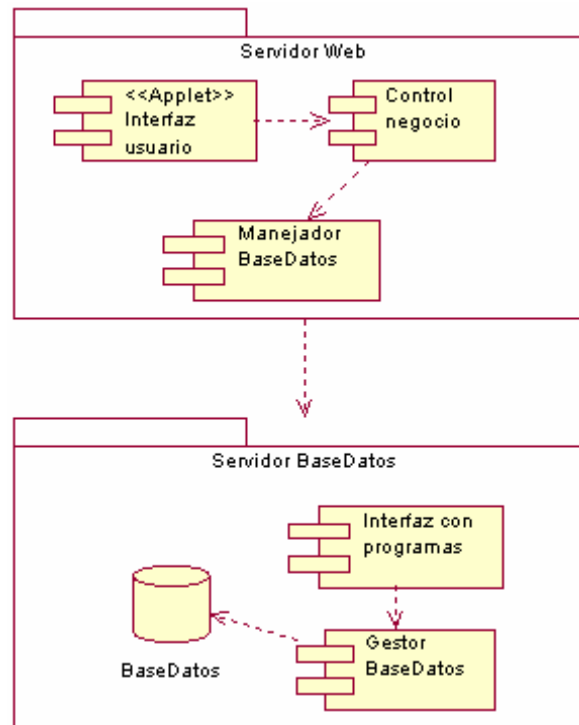 Servidor Web
<<Applet>>
Interfaz
usuario
Control
negocio
Manejador
BaseDatos
Servidor BaseDatos
Interfaz con
programas
BaseDatos
Gestor
BaseDatos